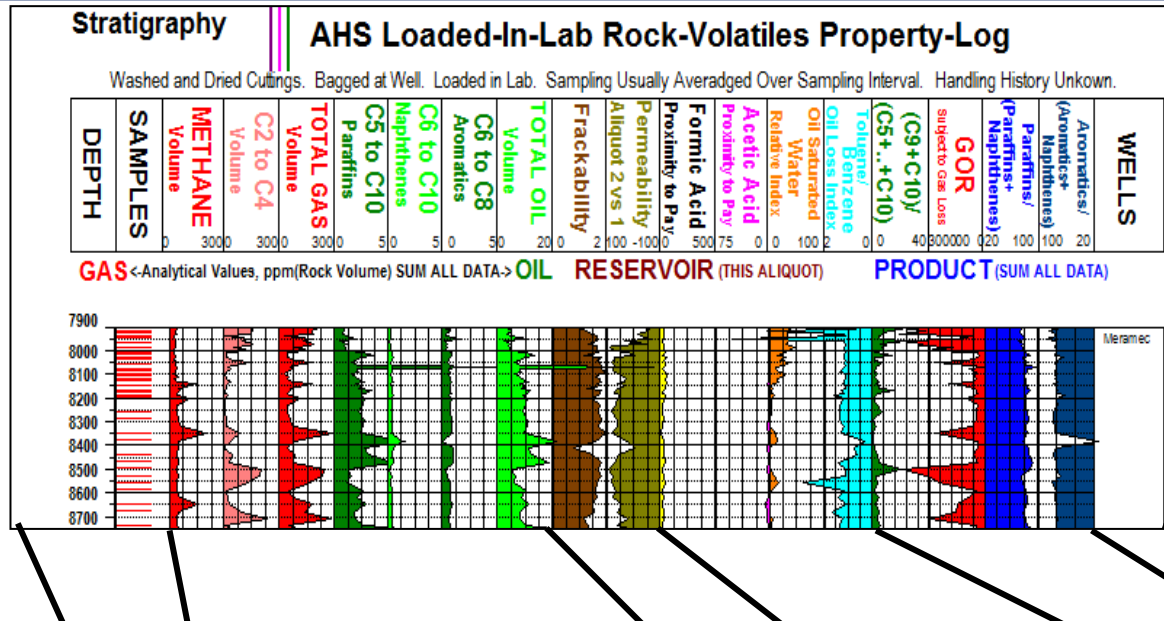 Stratigraphy
AHS Loaded-In-Lab Rock-Volatiles Property-Log
Washed and Dried Cuttings. Bagged at Well. Loaded in Lab. Sampling Usually Averadged Over Sampling Interval. Handling History Unkown.
DEPTH
SAMPLES
METHANE
Volume
0 300
C2 to C4
Volume
0 300
TOTAL GAS
Volume
0 300
C5 to C10
Paraffins
0 5
C6 to C10
Naphthenes
0 5
C6 to C8
Aromatics
0 5
TOTAL OIL
Volume
0 20
Frackability
0 2
Permeability
Aliquot 2 vs 1
100 -100
Formic Acid
Proximity to Pay
0 500
Acetic Acid
Proximity to Pay
75 0
Oil Saturated
Water
Relative Index
0 100
Toluene/
Benzene
Oil Loss Index
2 0
(C9+C10)/
(C5+..+C10)
0 40
GOR
Subject to Gas Loss
300000 0
Paraffins/
(Paraffins+
Naphthenes)
20 100
Aromatics/
(Aromatics+
Naphthenes)
100 20
WELLS
GAS <-Analytical Values, ppm(Rock Volume) SUM ALL DATA-> OIL RESERVOIR (THIS ALIQUOT) PRODUCT (SUM ALL DATA)
7900
Meramec
8000
8100
8200
8300
8400
8500
8600
8700